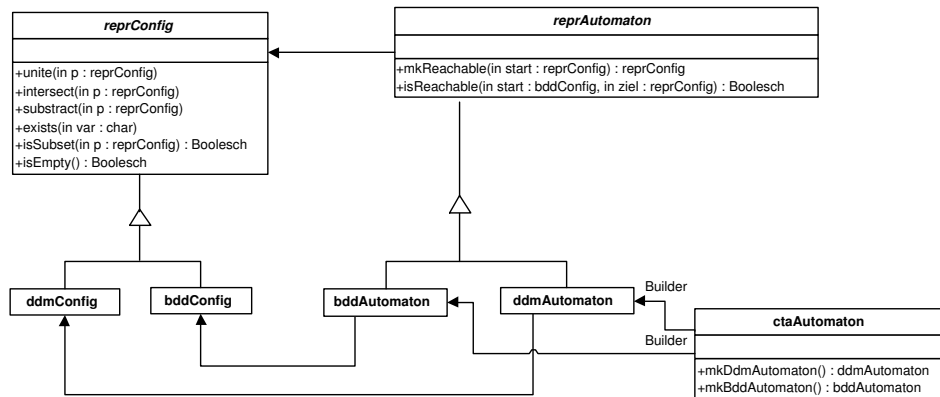 reprConfig
+unite(in p : reprConfig)
+intersect(in p : reprConfig)
+substract(in p : reprConfig)
+exists(in var : char)
+isSubset(in p : reprConfig) : Boolesch
+isEmpty() : Boolesch
reprAutomaton
+mkReachable(in start : reprConfig) : reprConfig
+isReachable(in start : bddConfig, in ziel : reprConfig) : Boolesch
ddmConfig
bddConfig
bddAutomaton
ddmAutomaton
Builder
Builder
ctaAutomaton
+mkDdmAutomaton() : ddmAutomaton
+mkBddAutomaton() : bddAutomaton